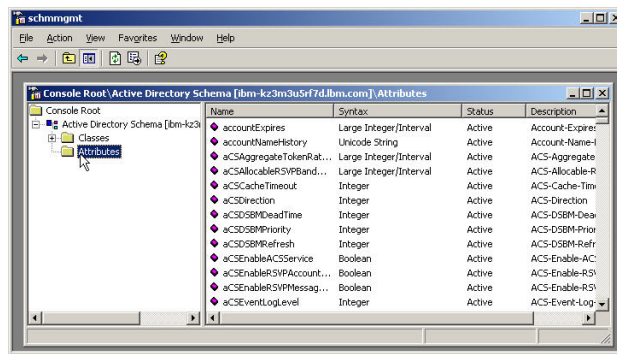 schmmgmt
File Action View Favorites Window Help
Console Root\Active Directory Schema [ibm-kz3m3u5rf7d.ibm.com]\Attributes
Console Root
Active Directory Schema [ibm-kz3
Classes
Attributes
Name Syntax Status Description
accountExpires Large Integer/Interval Active Account-Expires
accountNameHistory Unicode String Active Account-Name-
aCSAggregateTokenRat... Large Integer/Interval Active ACS-Aggregate
aCSAllocableRSVPBand... Large Integer/Interval Active ACS-Allocable-R
aCSCacheTimeout Integer Active ACS-Cache-Tim
aCSDirection Integer Active ACS-Direction
aCSDSBMDeadTime Integer Active ACS-DSBM-Dea
aCSDSBMPriority Integer Active ACS-DSBM-Prior
aCSDSBMRefresh Integer Active ACS-DSBM-Refr
aCSEnableACSService Boolean Active ACS-Enable-AC
aCSEnableRSVPAccount... Boolean Active ACS-Enable-RSV
aCSEnableRSVPMessag... Boolean Active ACS-Enable-RSV
aCSEventLogLevel Integer Active ACS-Event-Log-